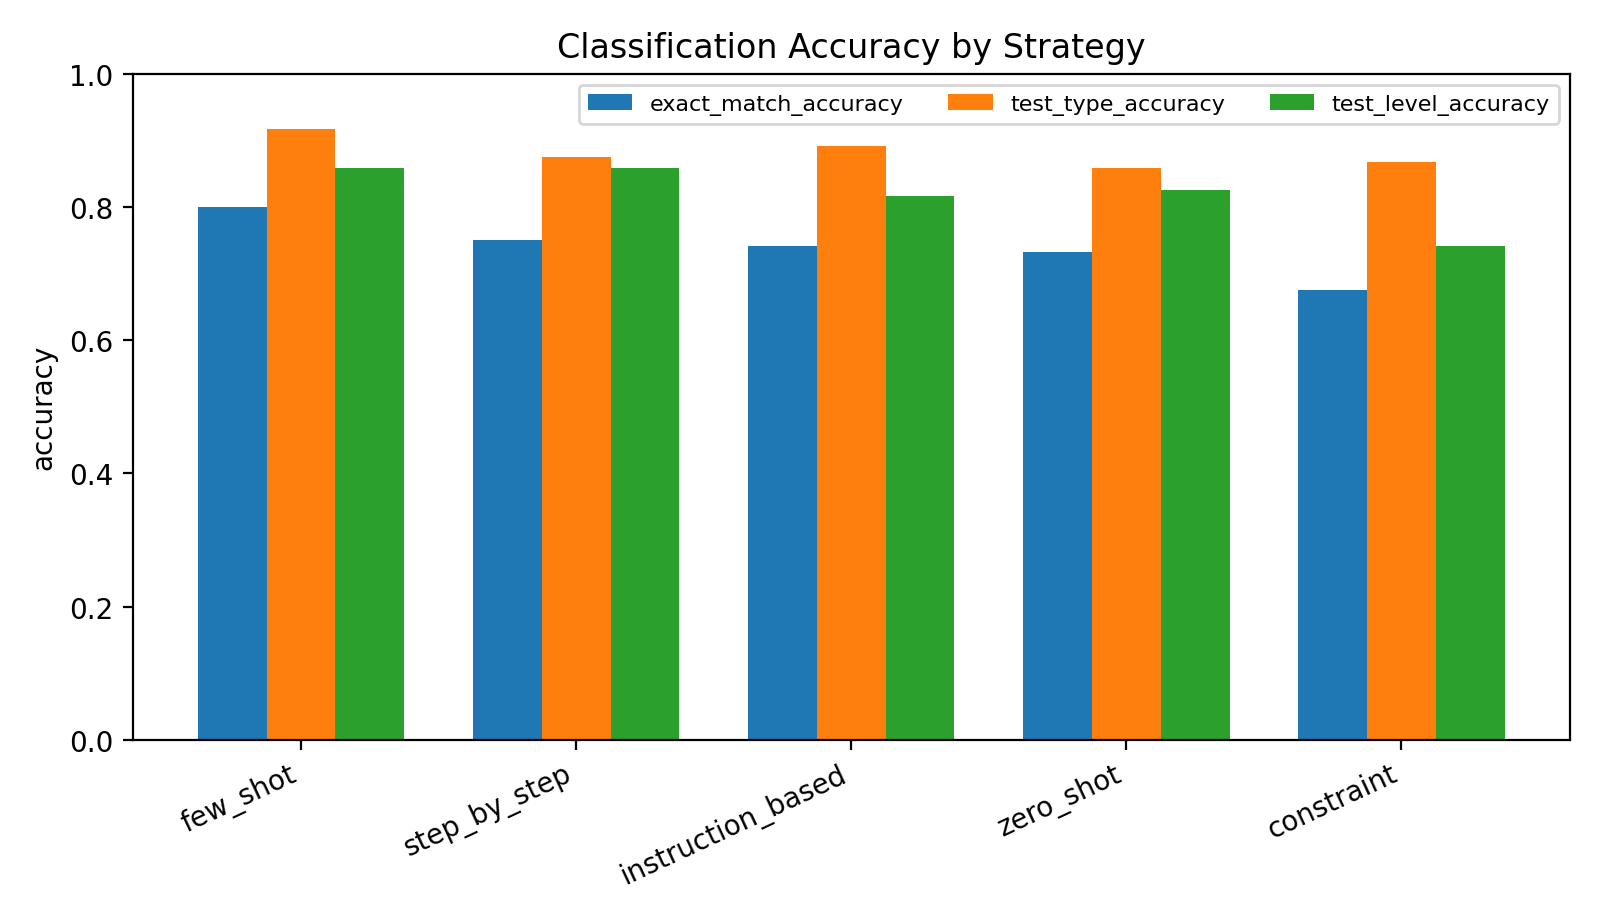 Classification Accuracy by Strategy
exact_match_accuracy test_type_accuracy test_level_accuracy
accuracy
1.0
0.8
0.6
0.4
0.2
0.0
few_shot step_by_step instruction_based zero_shot constraint